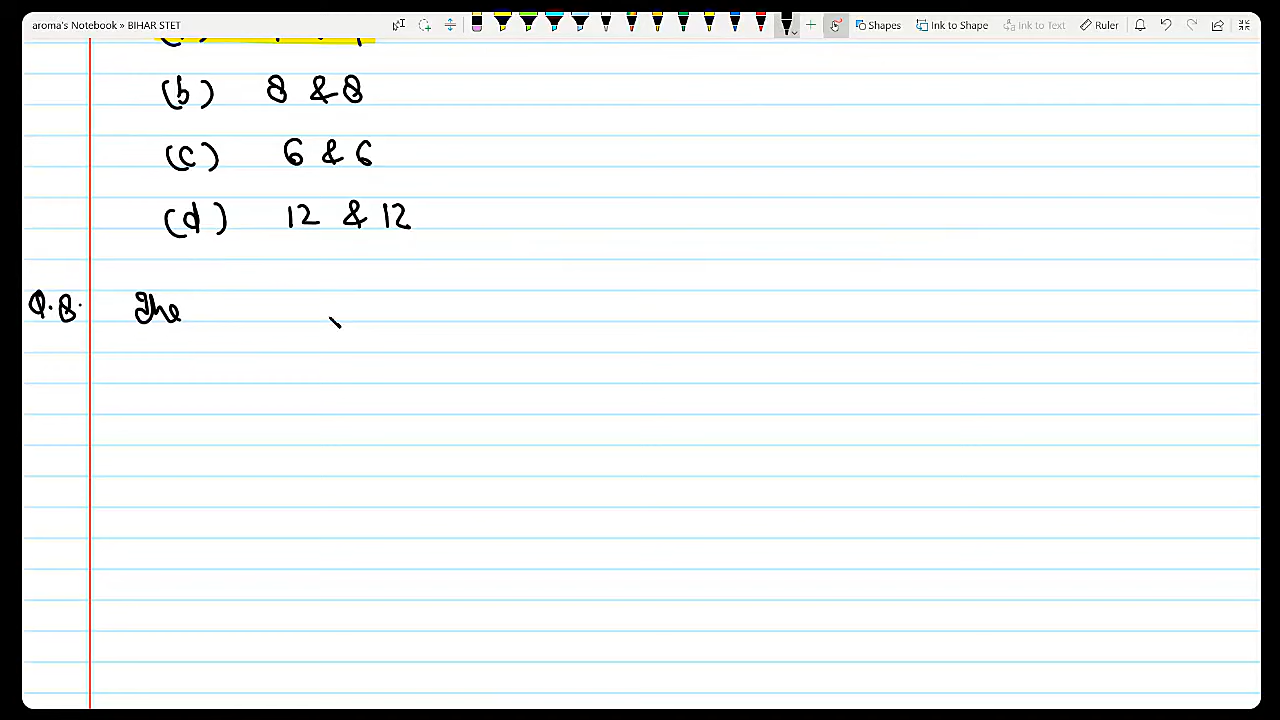 aroma's Notebook » BIHAR STET
Shapes Ink to Shape Ink to Text Ruler
(b) 8 & 8
(c) 6 & 6
(d) 12 & 12
Q.8. The